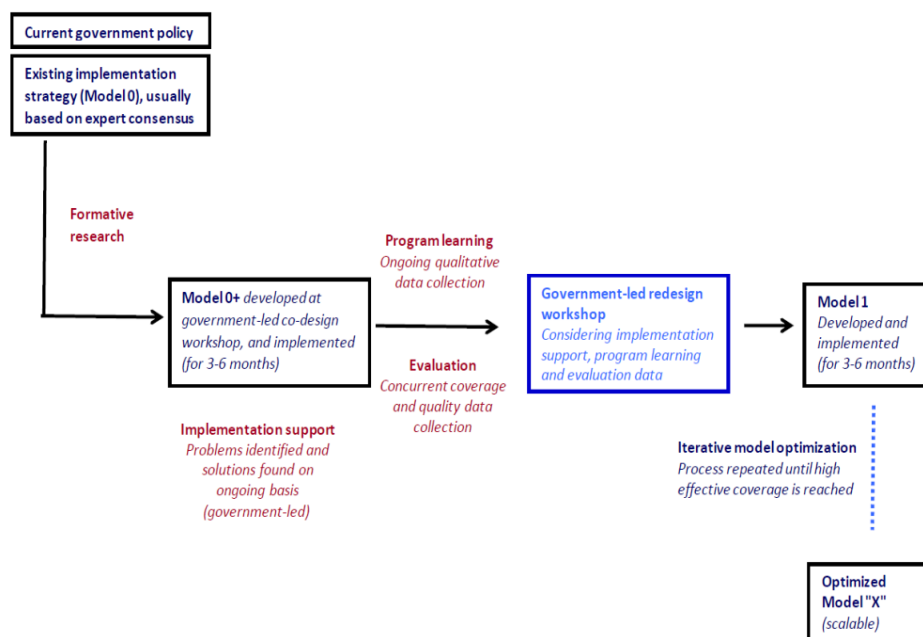 Current government policy
Existing implementation
strategy (Model 0), usually
based on expert consensus
Formative
research
Model 0+ developed at
government-led co-design
workshop, and implemented
(for 3-6 months)
Program learning
Ongoing qualitative
data collection
Evaluation
Concurrent coverage
and quality data
collection
Implementation support
Problems identified and
solutions found on
ongoing basis
(government-led)
Government-led redesign
workshop
Considering implementation
support, program learning
and evaluation data
Model 1
Developed and
implemented
(for 3-6 months)
Iterative model optimization
Process repeated until high
effective coverage is reached
Optimized
Model "X"
(scalable)